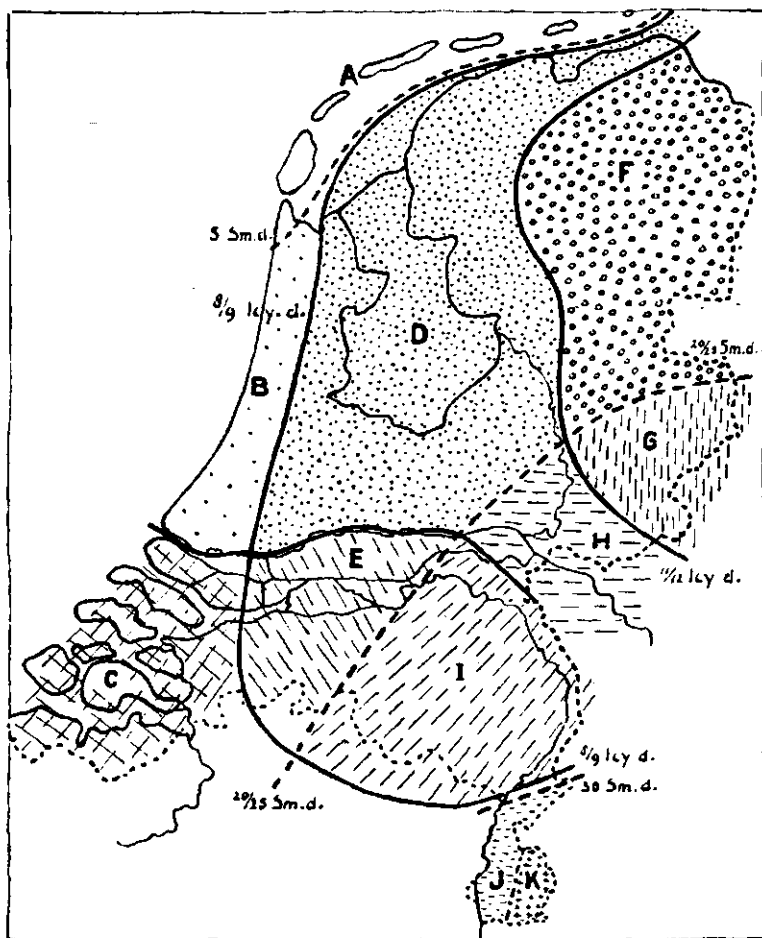 A
F
5 Sm.d.
8/9 Icy. d.
D
20/25 Sm.d.
B
G
H
E
11/12 Icy d.
C
I
8/9 Icy d.
20/25 Sm.d.
30 Sm.d.
J K